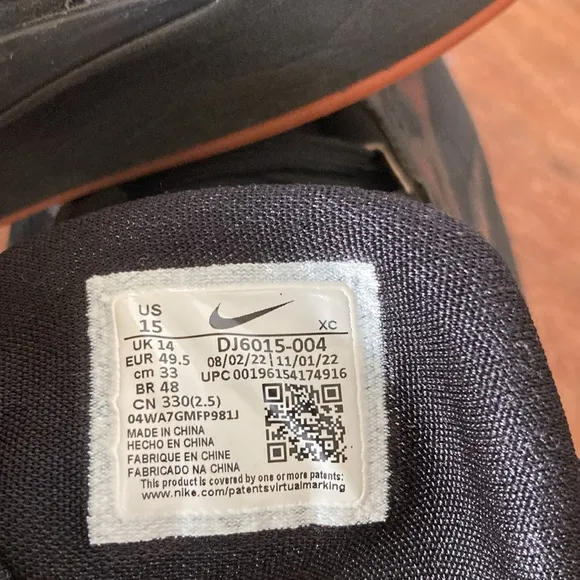 US
15 XC
UK 14 DJ6015-004
EUR 49.5 08/02/22 | 11/01/22
cm 33 UPC 00196154174916
BR 48
CN 330(2.5)
04WA7GMFP981J
MADE IN CHINA
HECHO EN CHINA
FABRIQUE EN CHINE
FABRICADO NA CHINA
This product is covered by one or more patents:
www.nike.com/patentsvirtualmarking